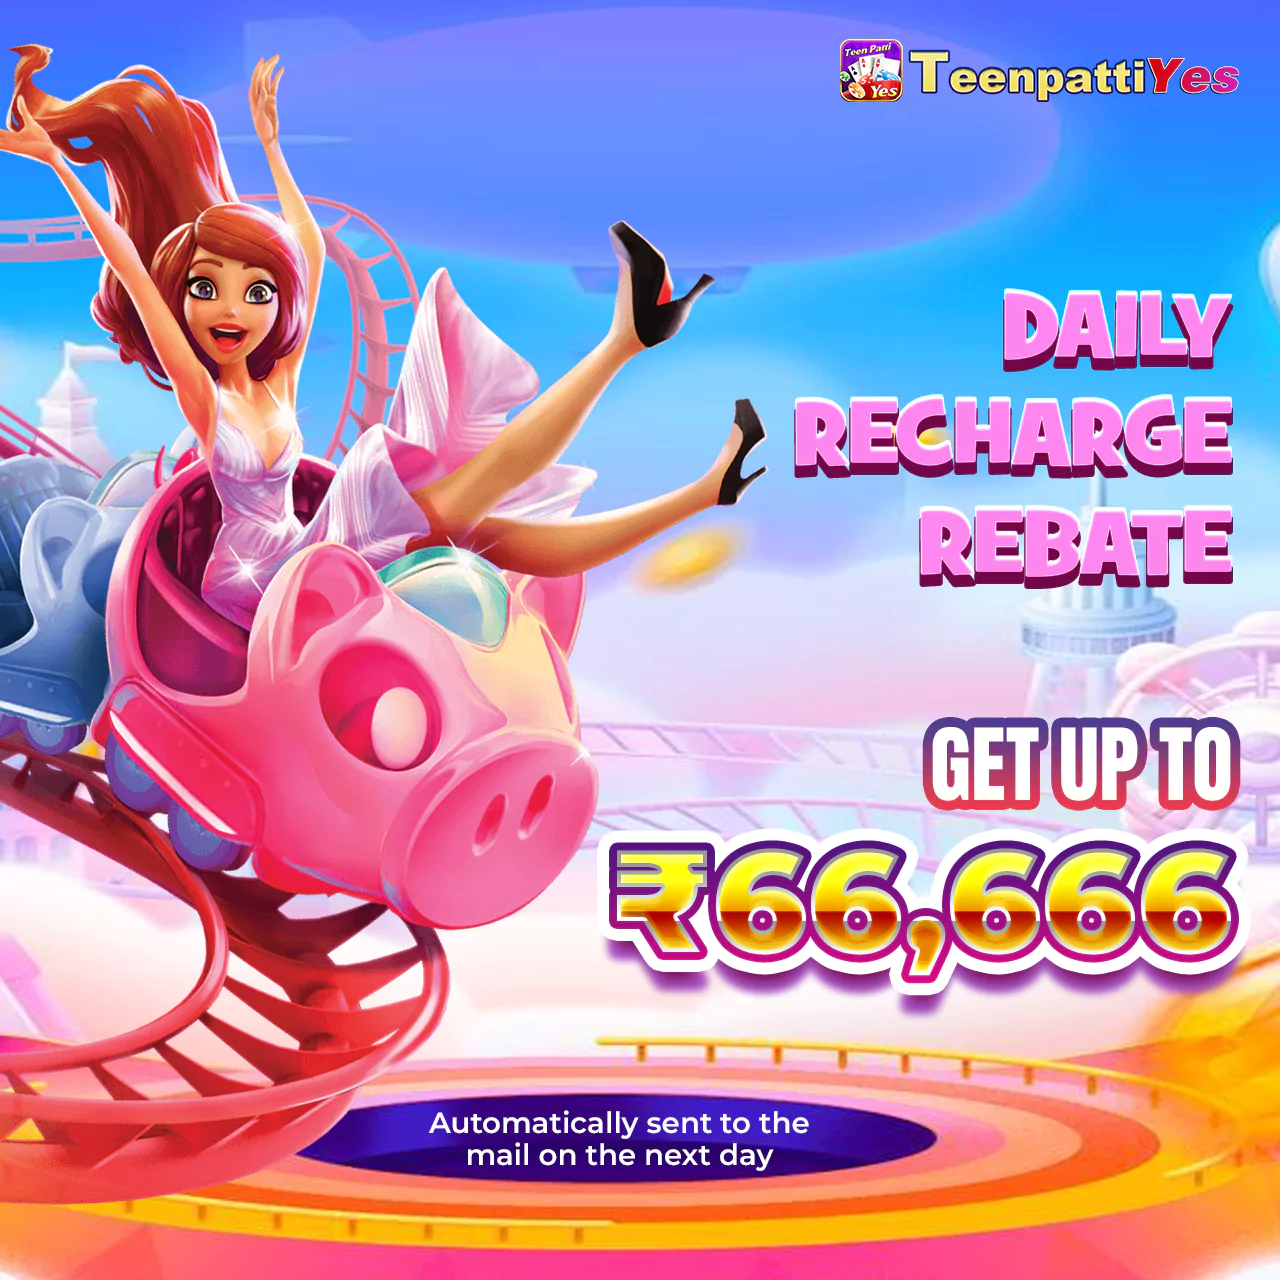 Teen Patti
Yes
TeenpattiYes
DAILY
RECHARGE
REBATE
GET UP TO
₹66,666
Automatically sent to the
mail on the next day